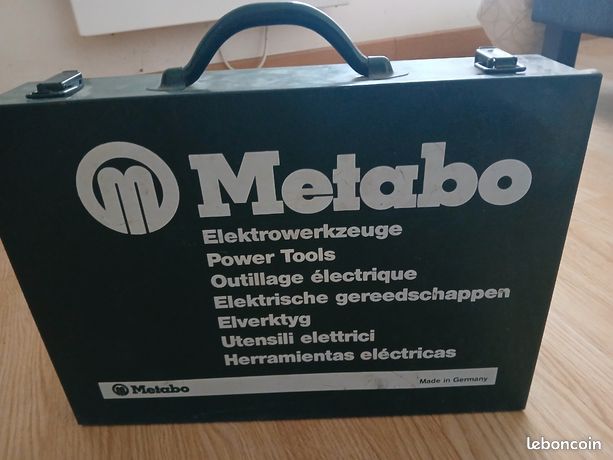 m Metabo
Elektrowerkzeuge
Power Tools
Outillage électrique
Elektrische gereedschappen
Elverktyg
Utensili elettrici
Herramientas eléctricas
m Metabo Made in Germany
leboncoin